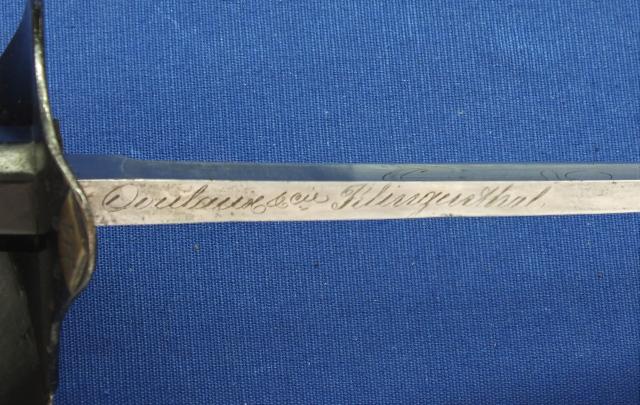 Coulaux & cie Klingenthal